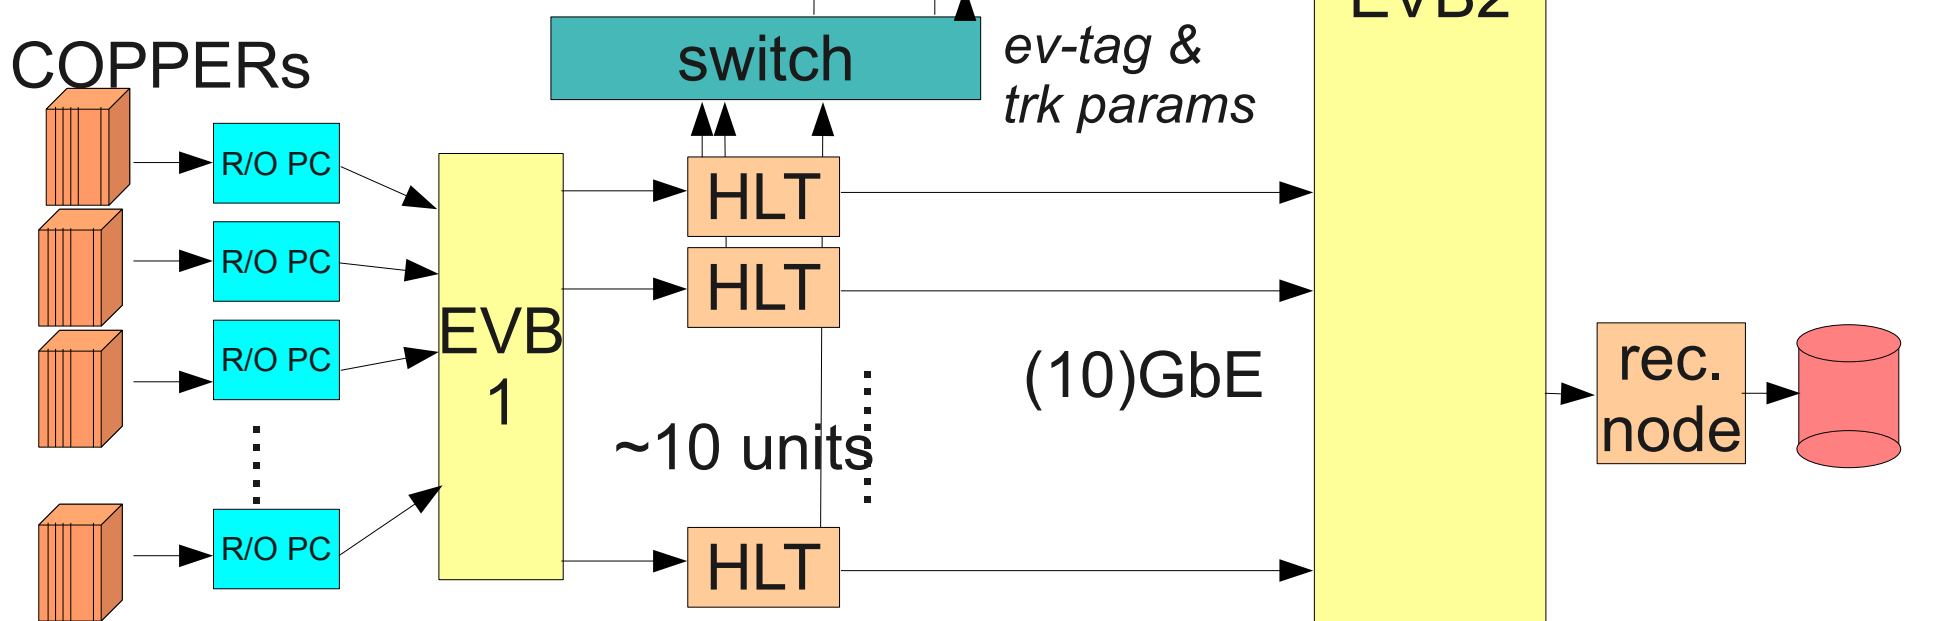 EVB2
COPPERs
switch
ev-tag &
trk params
R/O PC
R/O PC
R/O PC
R/O PC
EVB
1
HLT
HLT
HLT
~10 units
(10)GbE
rec.
node